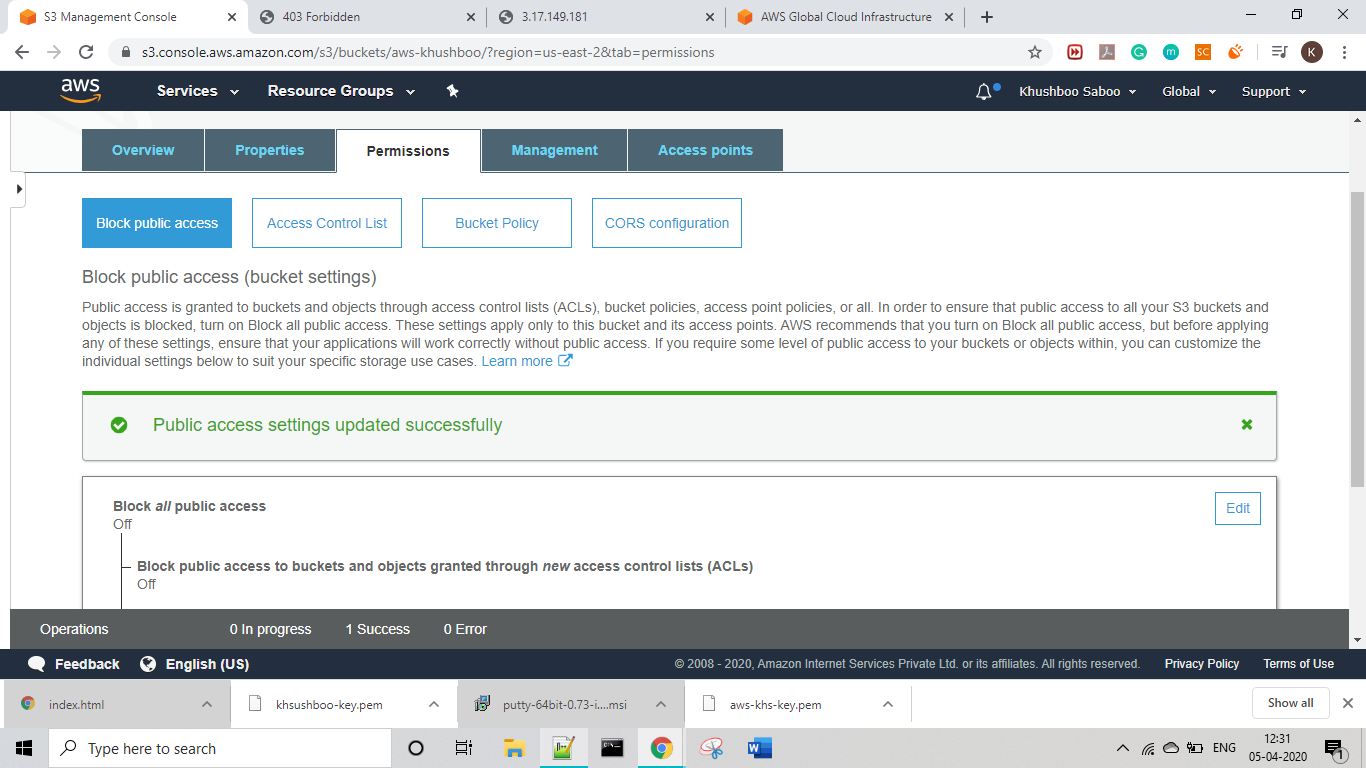 S3 Management Console
403 Forbidden
3.17.149.181
AWS Global Cloud Infrastructure
s3.console.aws.amazon.com/s3/buckets/aws-khushboo/?region=us-east-2&tab=permissions
G
m
SC
K
aws
Services
Resource Groups
Khushboo Saboo
Global
Support
Overview
Properties
Permissions
Management
Access points
Block public access
Access Control List
Bucket Policy
CORS configuration
Block public access (bucket settings)
Public access is granted to buckets and objects through access control lists (ACLs), bucket policies, access point policies, or all. In order to ensure that public access to all your S3 buckets and
objects is blocked, turn on Block all public access. These settings apply only to this bucket and its access points. AWS recommends that you turn on Block all public access, but before applying
any of these settings, ensure that your applications will work correctly without public access. If you require some level of public access to your buckets or objects within, you can customize the
individual settings below to suit your specific storage use cases. Learn more
Public access settings updated successfully
Block all public access
Edit
Off
Block public access to buckets and objects granted through new access control lists (ACLs)
Off
Operations
0 In progress
1 Success
0 Error
Feedback
English (US)
© 2008 - 2020, Amazon Internet Services Private Ltd. or its affiliates. All rights reserved.
Privacy Policy
Terms of Use
index.html
khsushboo-key.pem
putty-64bit-0.73-i....msi
aws-khs-key.pem
Show all
Type here to search
W
ENG
12:31
05-04-2020
1